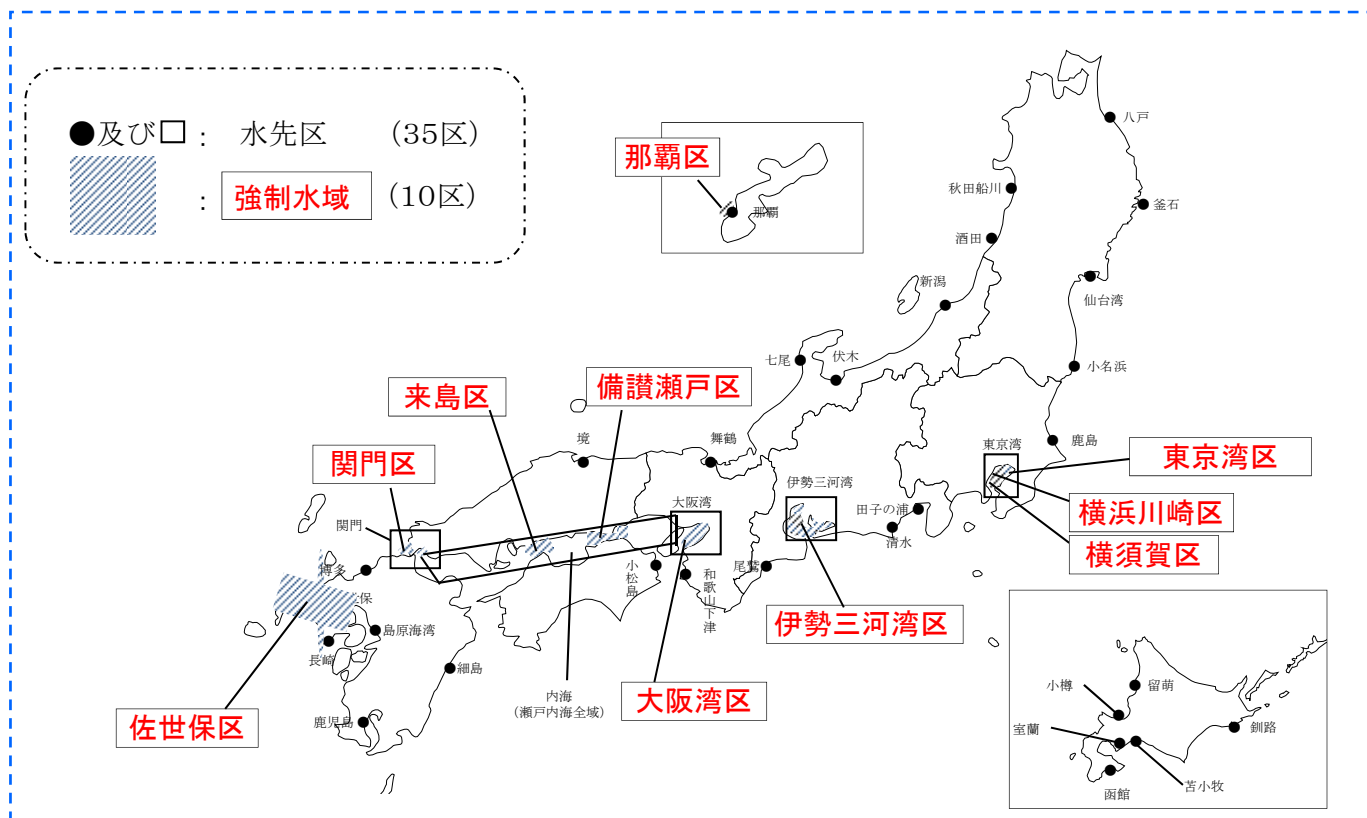 ●及び□： 水先区 (35区)
： 強制水域 (10区)
那覇区
那覇
八戸
秋田船川
釜石
酒田
新潟
仙台湾
七尾
伏木
小名浜
備讃瀬戸区
来島区
境
舞鶴
鹿島
東京湾
東京湾区
関門区
伊勢三河湾
大阪湾
田子の浦
横浜川崎区
関門
清水
横須賀区
博多
小松島
和歌山下津
尾鷲
保
伊勢三河湾区
島原海湾
長崎
細島
内海
(瀬戸内海全域)
大阪湾区
鹿児島
佐世保区
小樽
留萌
室蘭
釧路
苫小牧
函館